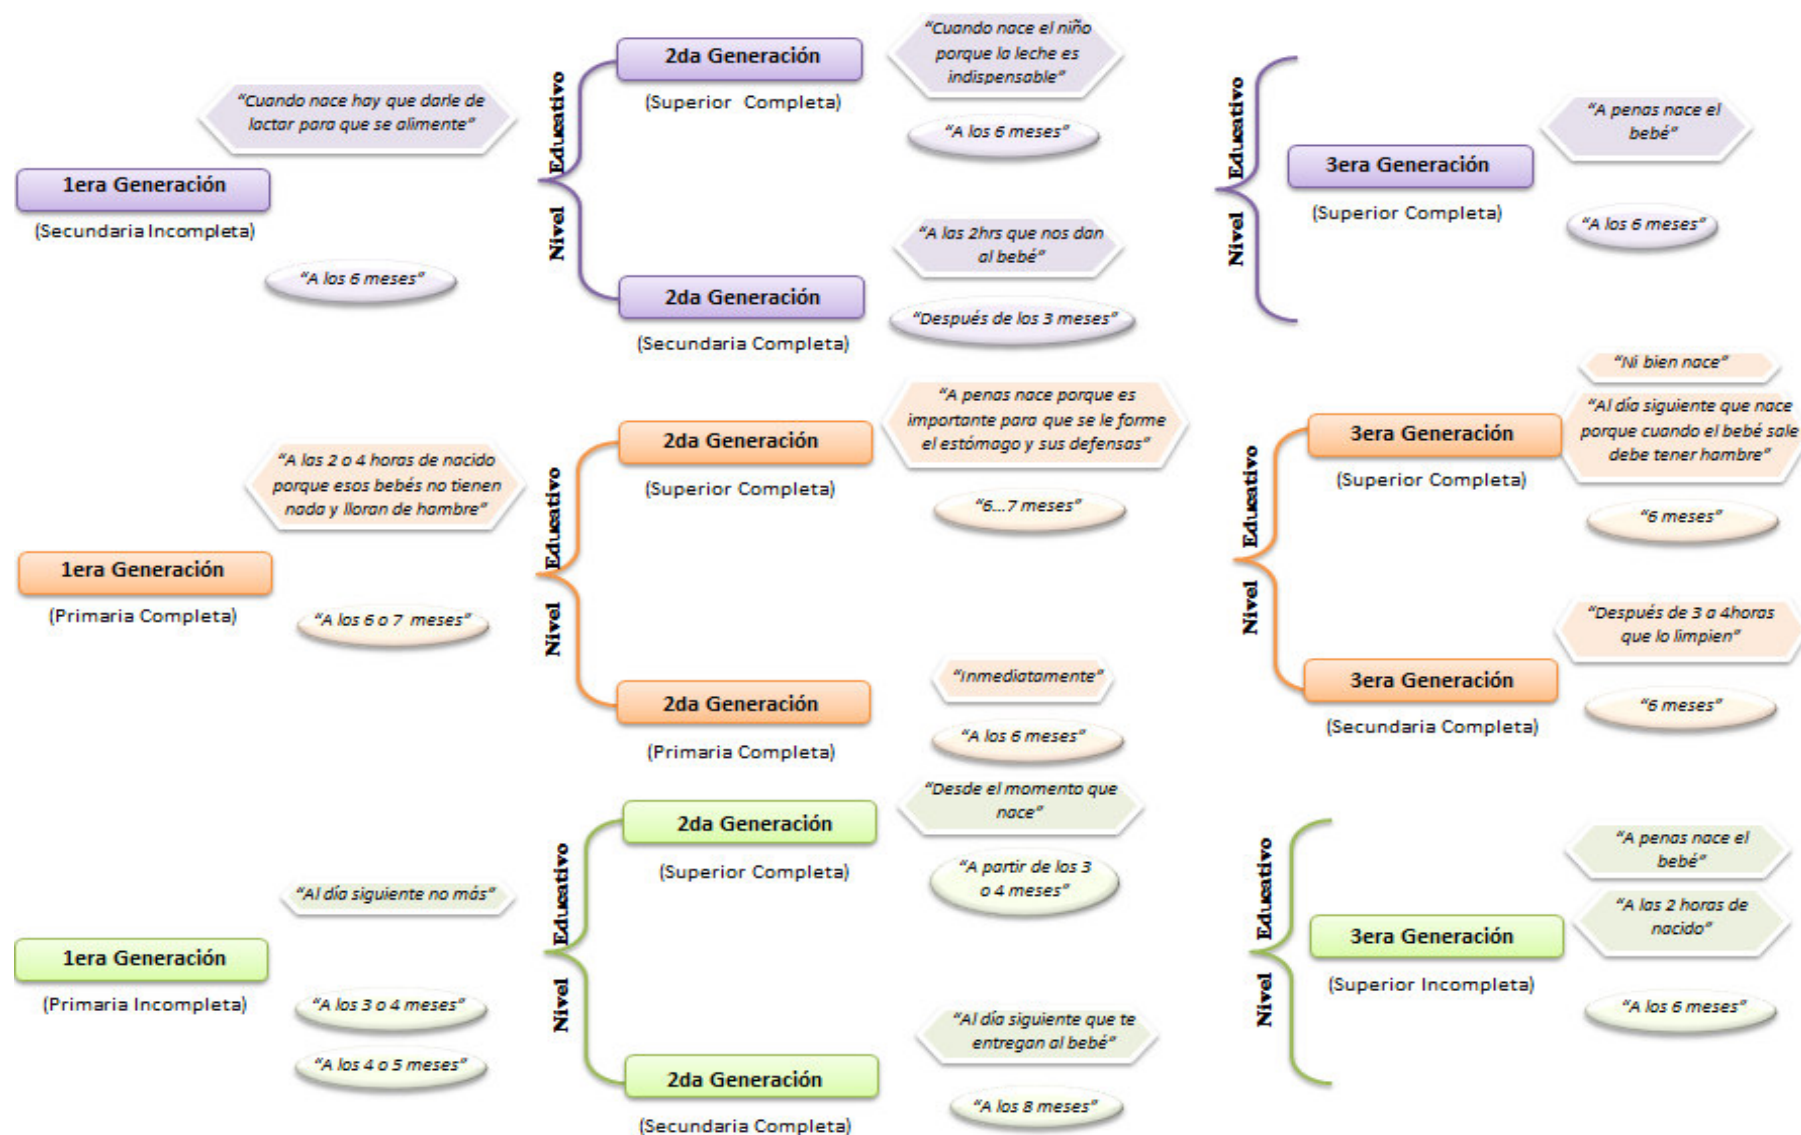 “Cuando nace hay que darle de
lactar para que se alimente”
1era Generación
(Secundaria Incompleta)
“A los 6 meses”
Nivel Educativo
“Cuando nace el niño
porque la leche es
indispensable”
2da Generación
(Superior Completa)
“A los 6 meses”
“A las 2hrs que nos dan
al bebé”
2da Generación
(Secundaria Completa)
“Después de los 3 meses”
Nivel Educativo
“A penas nace el
bebé”
3era Generación
(Superior Completa)
“A los 6 meses”
“A las 2 o 4 horas de nacido
porque esos bebés no tienen
nada y lloran de hambre”
1era Generación
(Primaria Completa)
“A los 6 o 7 meses”
Nivel Educativo
“A penas nace porque es
importante para que se le forme
el estómago y sus defensas”
2da Generación
(Superior Completa)
“6...7 meses”
“Inmediatamente”
2da Generación
(Primaria Completa)
“A los 6 meses”
Nivel Educativo
“Ni bien nace”
“Al día siguiente que nace
porque cuando el bebé sale
debe tener hambre”
3era Generación
(Superior Completa)
“6 meses”
“Después de 3 a 4horas
que lo limpien”
3era Generación
(Secundaria Completa)
“6 meses”
“Al día siguiente no más”
1era Generación
(Primaria Incompleta)
“A los 3 o 4 meses”
“A los 4 o 5 meses”
Nivel Educativo
“Desde el momento que
nace”
2da Generación
(Superior Completa)
“A partir de los 3
o 4 meses”
“Al día siguiente que te
entregan al bebé”
2da Generación
(Secundaria Completa)
“A los 8 meses”
Nivel Educativo
“A penas nace el
bebé”
“A las 2 horas de
nacido”
3era Generación
(Superior Incompleta)
“A los 6 meses”